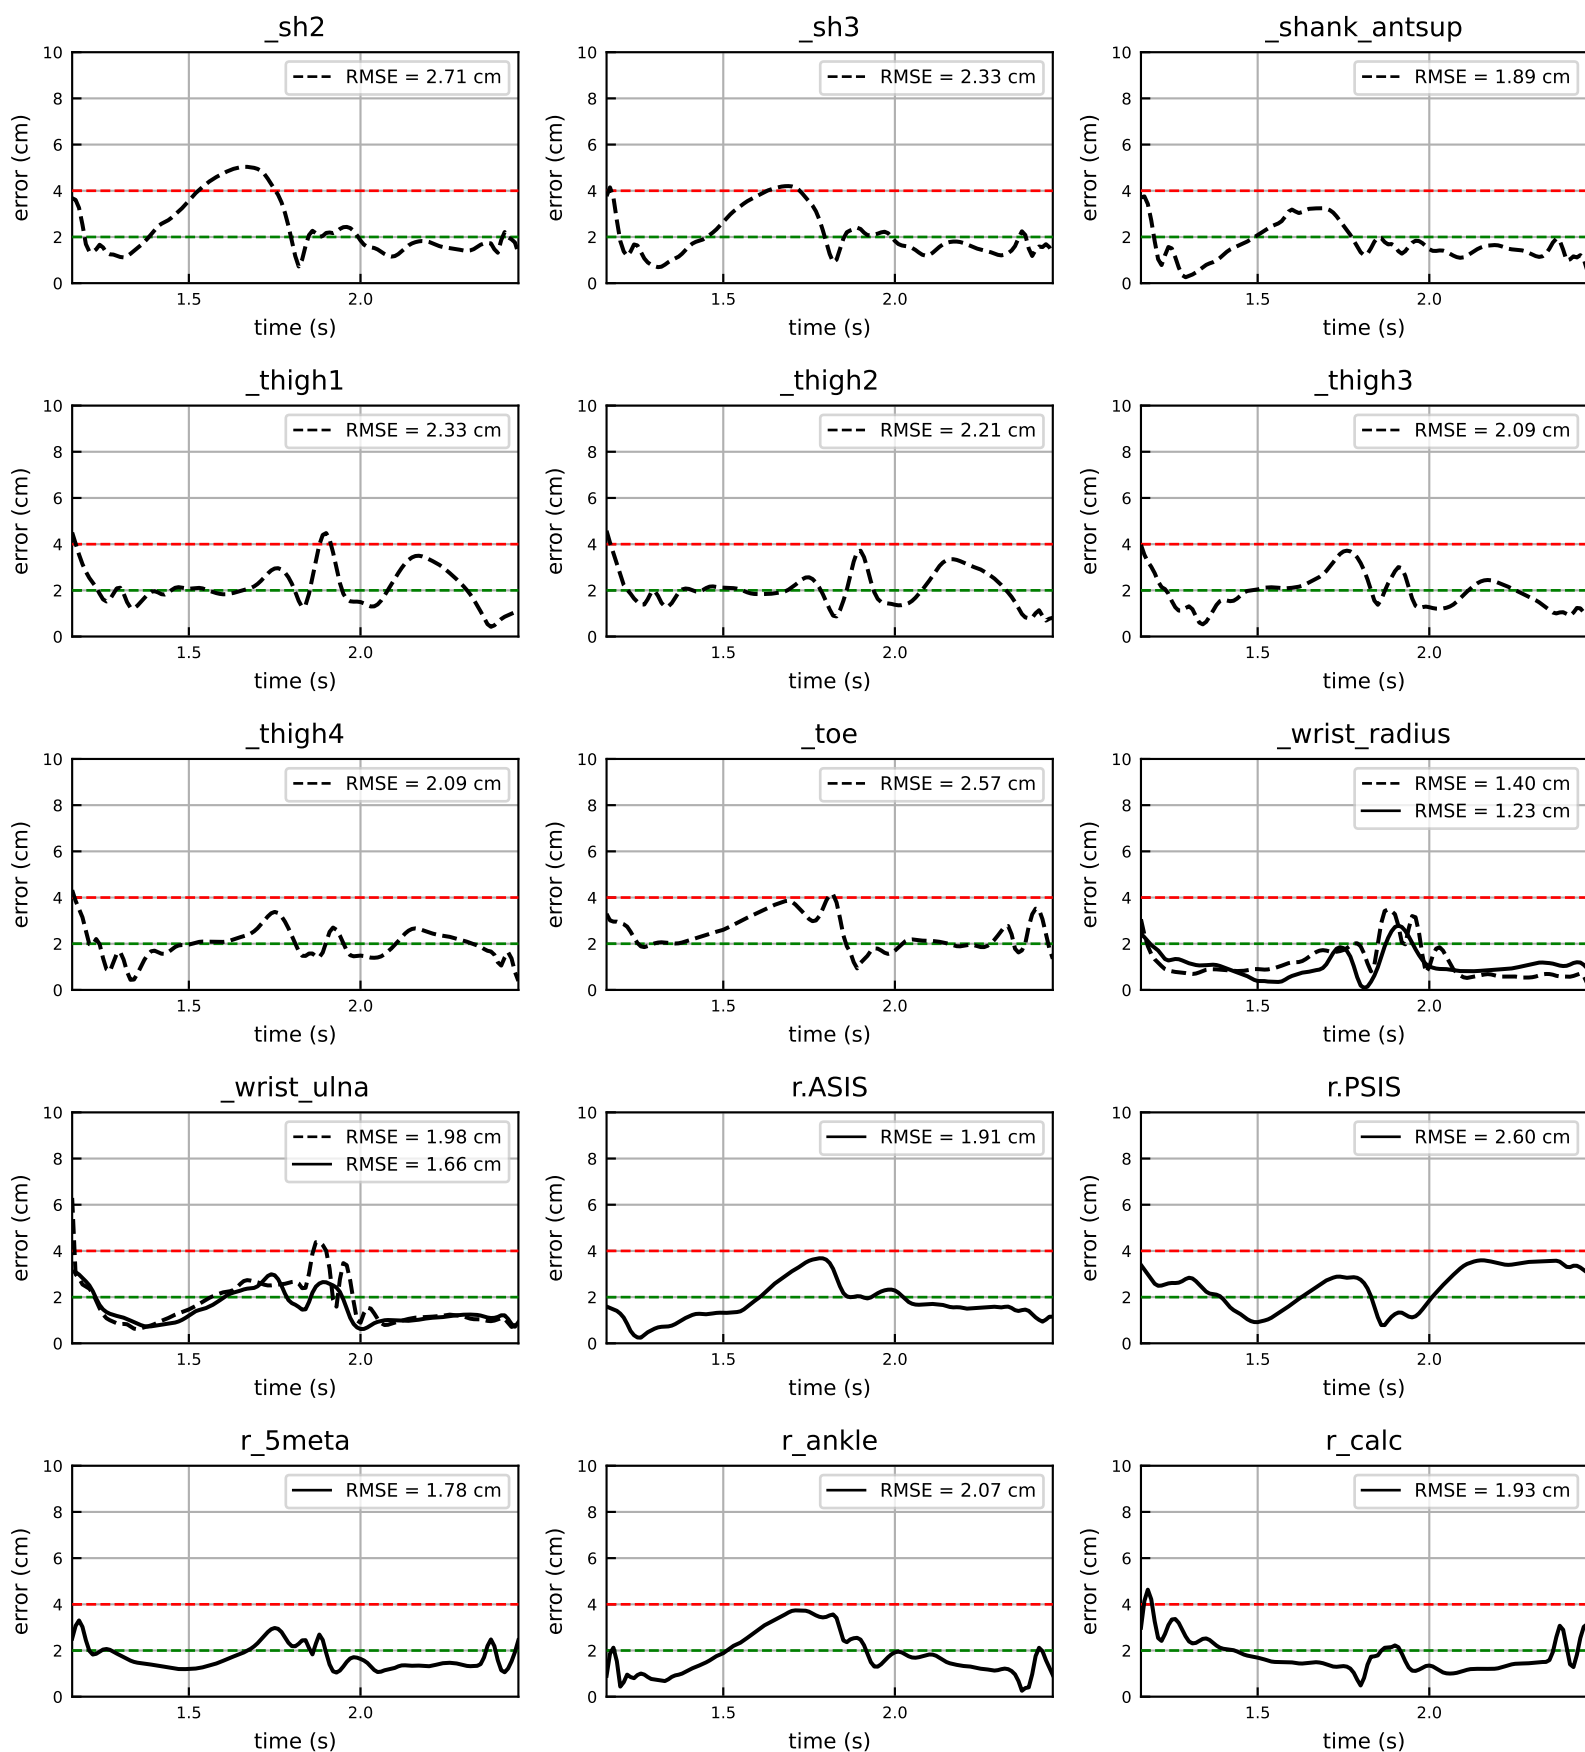 _sh2
_sh3
_shank_antsup
RMSE = 2.71 cm
RMSE = 2.33 cm
RMSE = 1.89 cm
error (cm)
10
8
6
4
2
0
1.5
2.0
time (s)
error (cm)
10
8
6
4
2
0
1.5
2.0
time (s)
error (cm)
10
8
6
4
2
0
1.5
2.0
time (s)
_thigh1
_thigh2
_thigh3
RMSE = 2.33 cm
RMSE = 2.21 cm
RMSE = 2.09 cm
error (cm)
10
8
6
4
2
0
1.5
2.0
time (s)
error (cm)
10
8
6
4
2
0
1.5
2.0
time (s)
error (cm)
10
8
6
4
2
0
1.5
2.0
time (s)
_thigh4
_toe
_wrist_radius
RMSE = 2.09 cm
RMSE = 2.57 cm
RMSE = 1.40 cm
RMSE = 1.23 cm
error (cm)
10
8
6
4
2
0
1.5
2.0
time (s)
error (cm)
10
8
6
4
2
0
1.5
2.0
time (s)
error (cm)
10
8
6
4
2
0
1.5
2.0
time (s)
_wrist_ulna
r.ASIS
r.PSIS
RMSE = 1.98 cm
RMSE = 1.66 cm
RMSE = 1.91 cm
RMSE = 2.60 cm
error (cm)
10
8
6
4
2
0
1.5
2.0
time (s)
error (cm)
10
8
6
4
2
0
1.5
2.0
time (s)
error (cm)
10
8
6
4
2
0
1.5
2.0
time (s)
r_5meta
r_ankle
r_calc
RMSE = 1.78 cm
RMSE = 2.07 cm
RMSE = 1.93 cm
error (cm)
10
8
6
4
2
0
1.5
2.0
time (s)
error (cm)
10
8
6
4
2
0
1.5
2.0
time (s)
error (cm)
10
8
6
4
2
0
1.5
2.0
time (s)